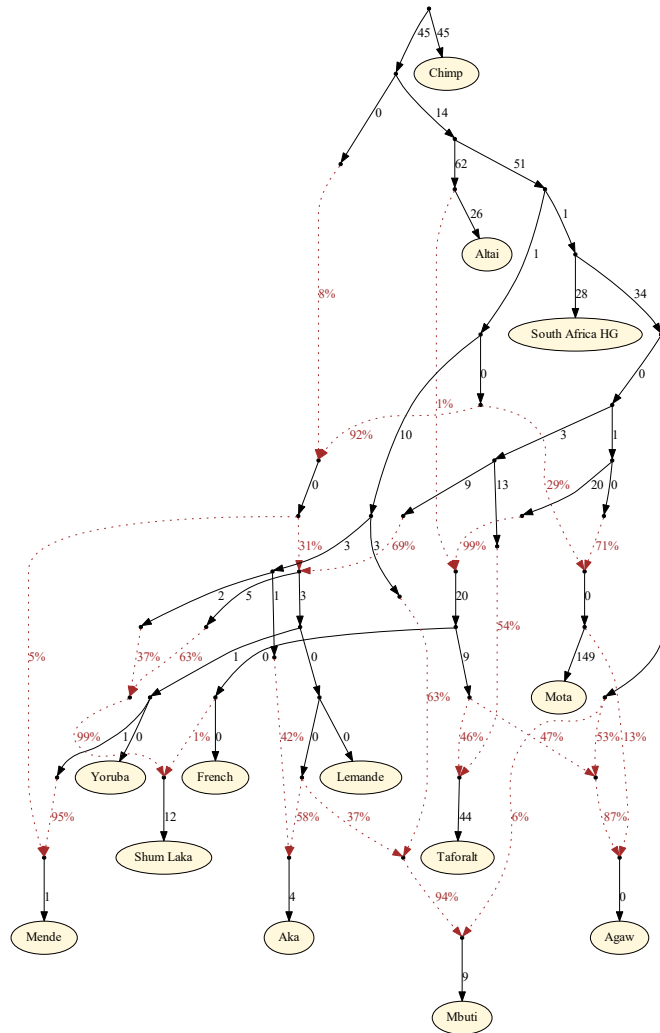 45 45
Chimp
0 14
62 51
26 1
Altai 1
8% 28 34
South Africa HG
0 0
1% 10
92% 3 1
29%
0 9 13 20 0
31% 3 3 69% 99% 71%
2 5 1 3 20 0
54%
37% 63% 1 0 0 9 149
63% Mota
5% 1 0 0 0 0
99% 1% 42% 46% 47% 53% 13%
Yoruba French Lemande
95% 12 58% 37% 44 6% 87%
Shum Laka Taforalt
1 4 94% 0
Mende Aka Agaw
9
Mbuti